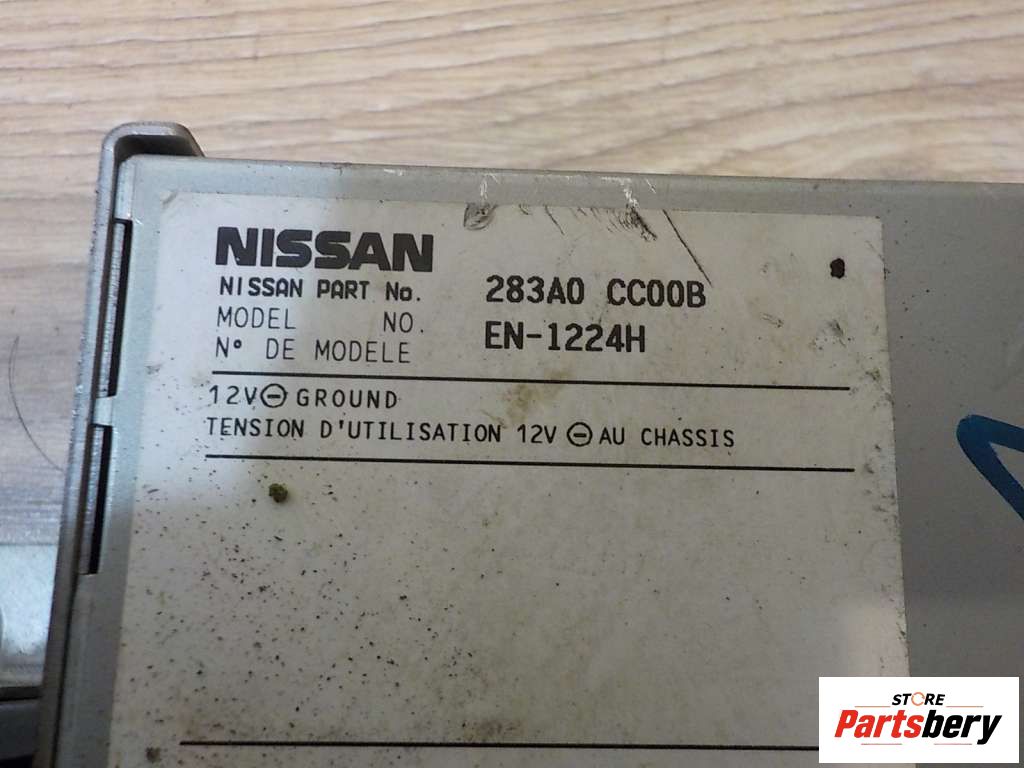 NISSAN
NISSAN PART No. 283A0 CC00B
MODEL NO. EN-1224H
N° DE MODELE
12V⊖GROUND
TENSION D'UTILISATION 12V ⊖ AU CHASSIS
STORE
Partsbery